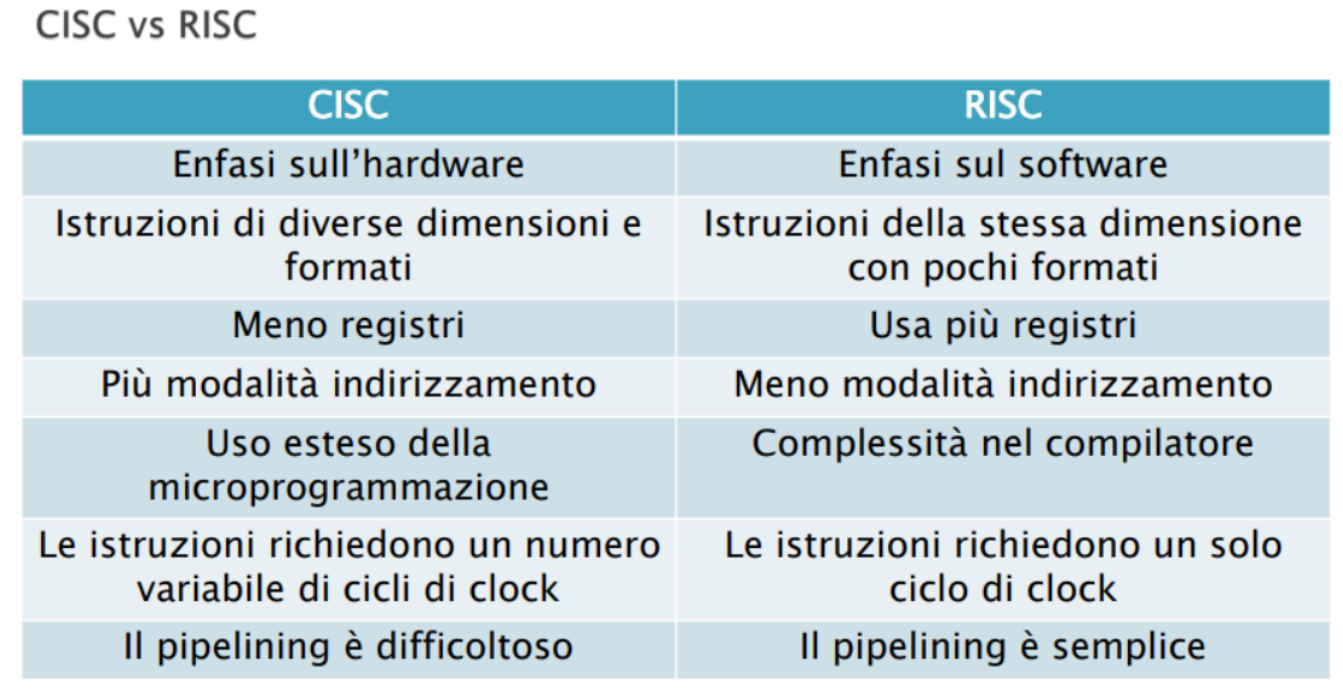 CISC vs RISC
CISC
RISC
Enfasi sull'hardware
Enfasi sul software
Istruzioni di diverse dimensioni e
formati
Istruzioni della stessa dimensione
con pochi formati
Meno registri
Usa più registri
Più modalità indirizzamento
Meno modalità indirizzamento
Uso esteso della
microprogrammazione
Complessità nel compilatore
Le istruzioni richiedono un numero
variabile di cicli di clock
Le istruzioni richiedono un solo
ciclo di clock
Il pipelining è difficoltoso
Il pipelining è semplice